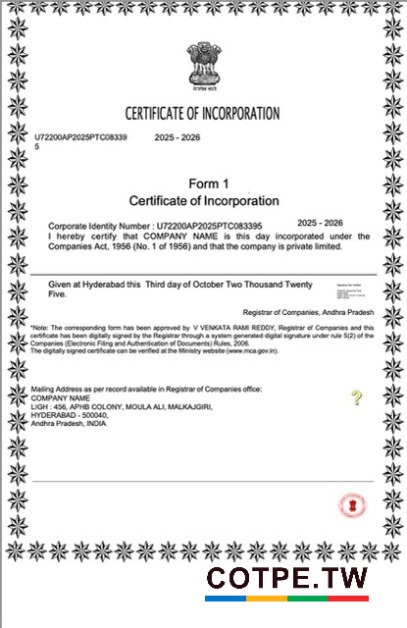 CERTIFICATE OF INCORPORATION
U72200AP2025PTC08339 2025 - 2026
5
Form 1
Certificate of Incorporation
Corporate Identity Number : U72200AP2025PTC083395 2025 - 2026
I hereby certify that COMPANY NAME is this day incorporated under the
Companies Act, 1956 (No. 1 of 1956) and that the company is private limited.
Given at Hyderabad this Third day of October Two Thousand Twenty
Five.
Registrar of Companies, Andhra Pradesh
*Note: The corresponding form has been approved by V VENKATA RAMI REDDY, Registrar of Companies and this
certificate has been digitally signed by the Registrar through a system generated digital signature under rule 5(2) of the
Companies (Electronic Filing and Authentication of Documents) Rules, 2006.
The digitally signed certificate can be verified at the Ministry website (www.mca.gov.in).
Mailing Address as per record available in Registrar of Companies office:
COMPANY NAME
LIGH : 456, APHB COLONY, MOULA ALI, MALKAJGIRI,
HYDERABAD - 500040,
Andhra Pradesh, INDIA
?
COTPE.TW